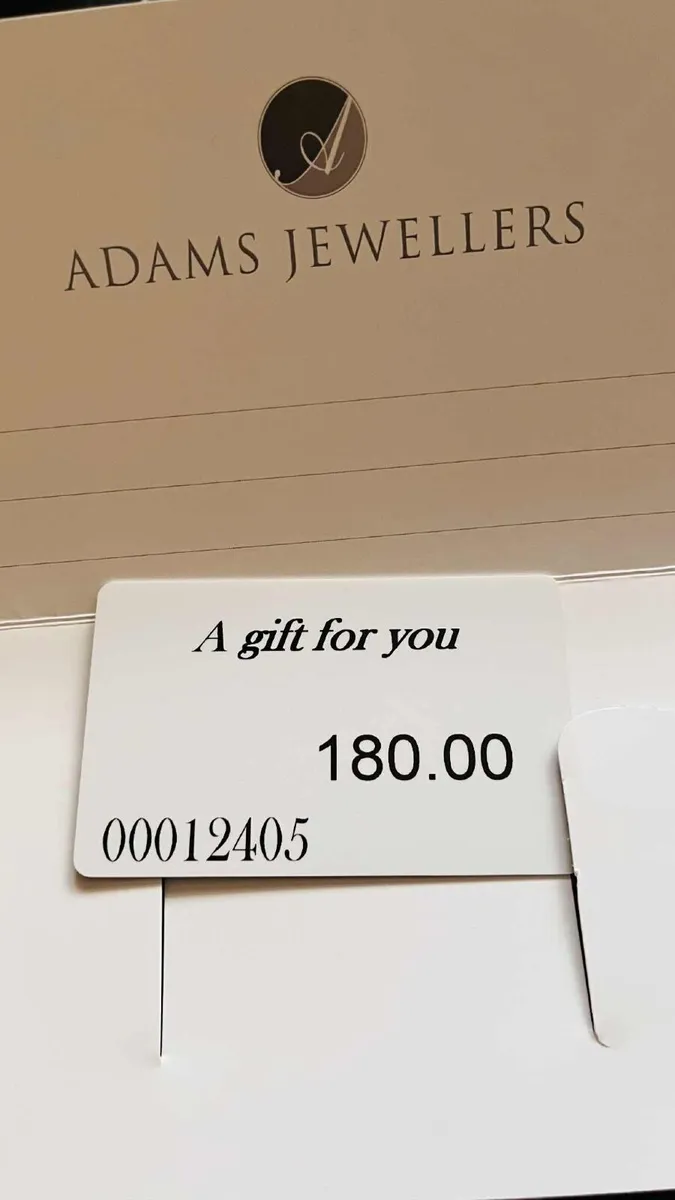 A
ADAMS JEWELLERS
A gift for you
180.00
00012405